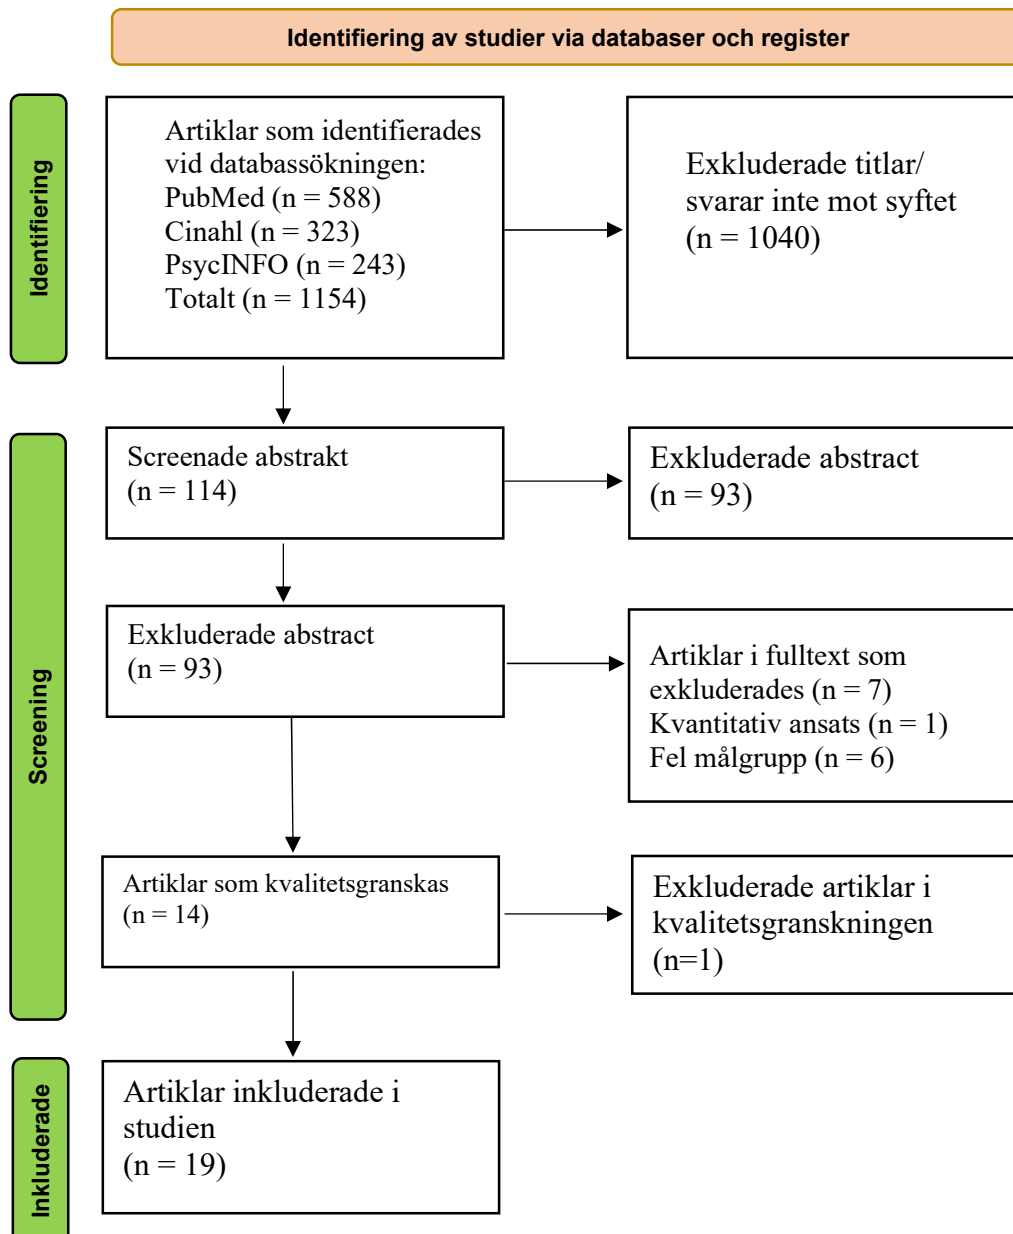 Identifiering av studier via databaser och register
Identifiering
Artiklar som identifierades
vid databassökningen:
PubMed (n = 588)
Cinahl (n = 323)
PsycINFO (n = 243)
Totalt (n = 1154)
Exkluderade titlar/
svarar inte mot syftet
(n = 1040)
Screening
Screenade abstrakt
(n = 114)
Exkluderade abstract
(n = 93)
Exkluderade abstract
(n = 93)
Artiklar i fulltext som
exkluderades (n = 7)
Kvantitativ ansats (n = 1)
Fel målgrupp (n = 6)
Artiklar som kvalitetsgranskas
(n = 14)
Exkluderade artiklar i
kvalitetsgranskningen
(n=1)
Inkluderade
Artiklar inkluderade i
studien
(n = 19)